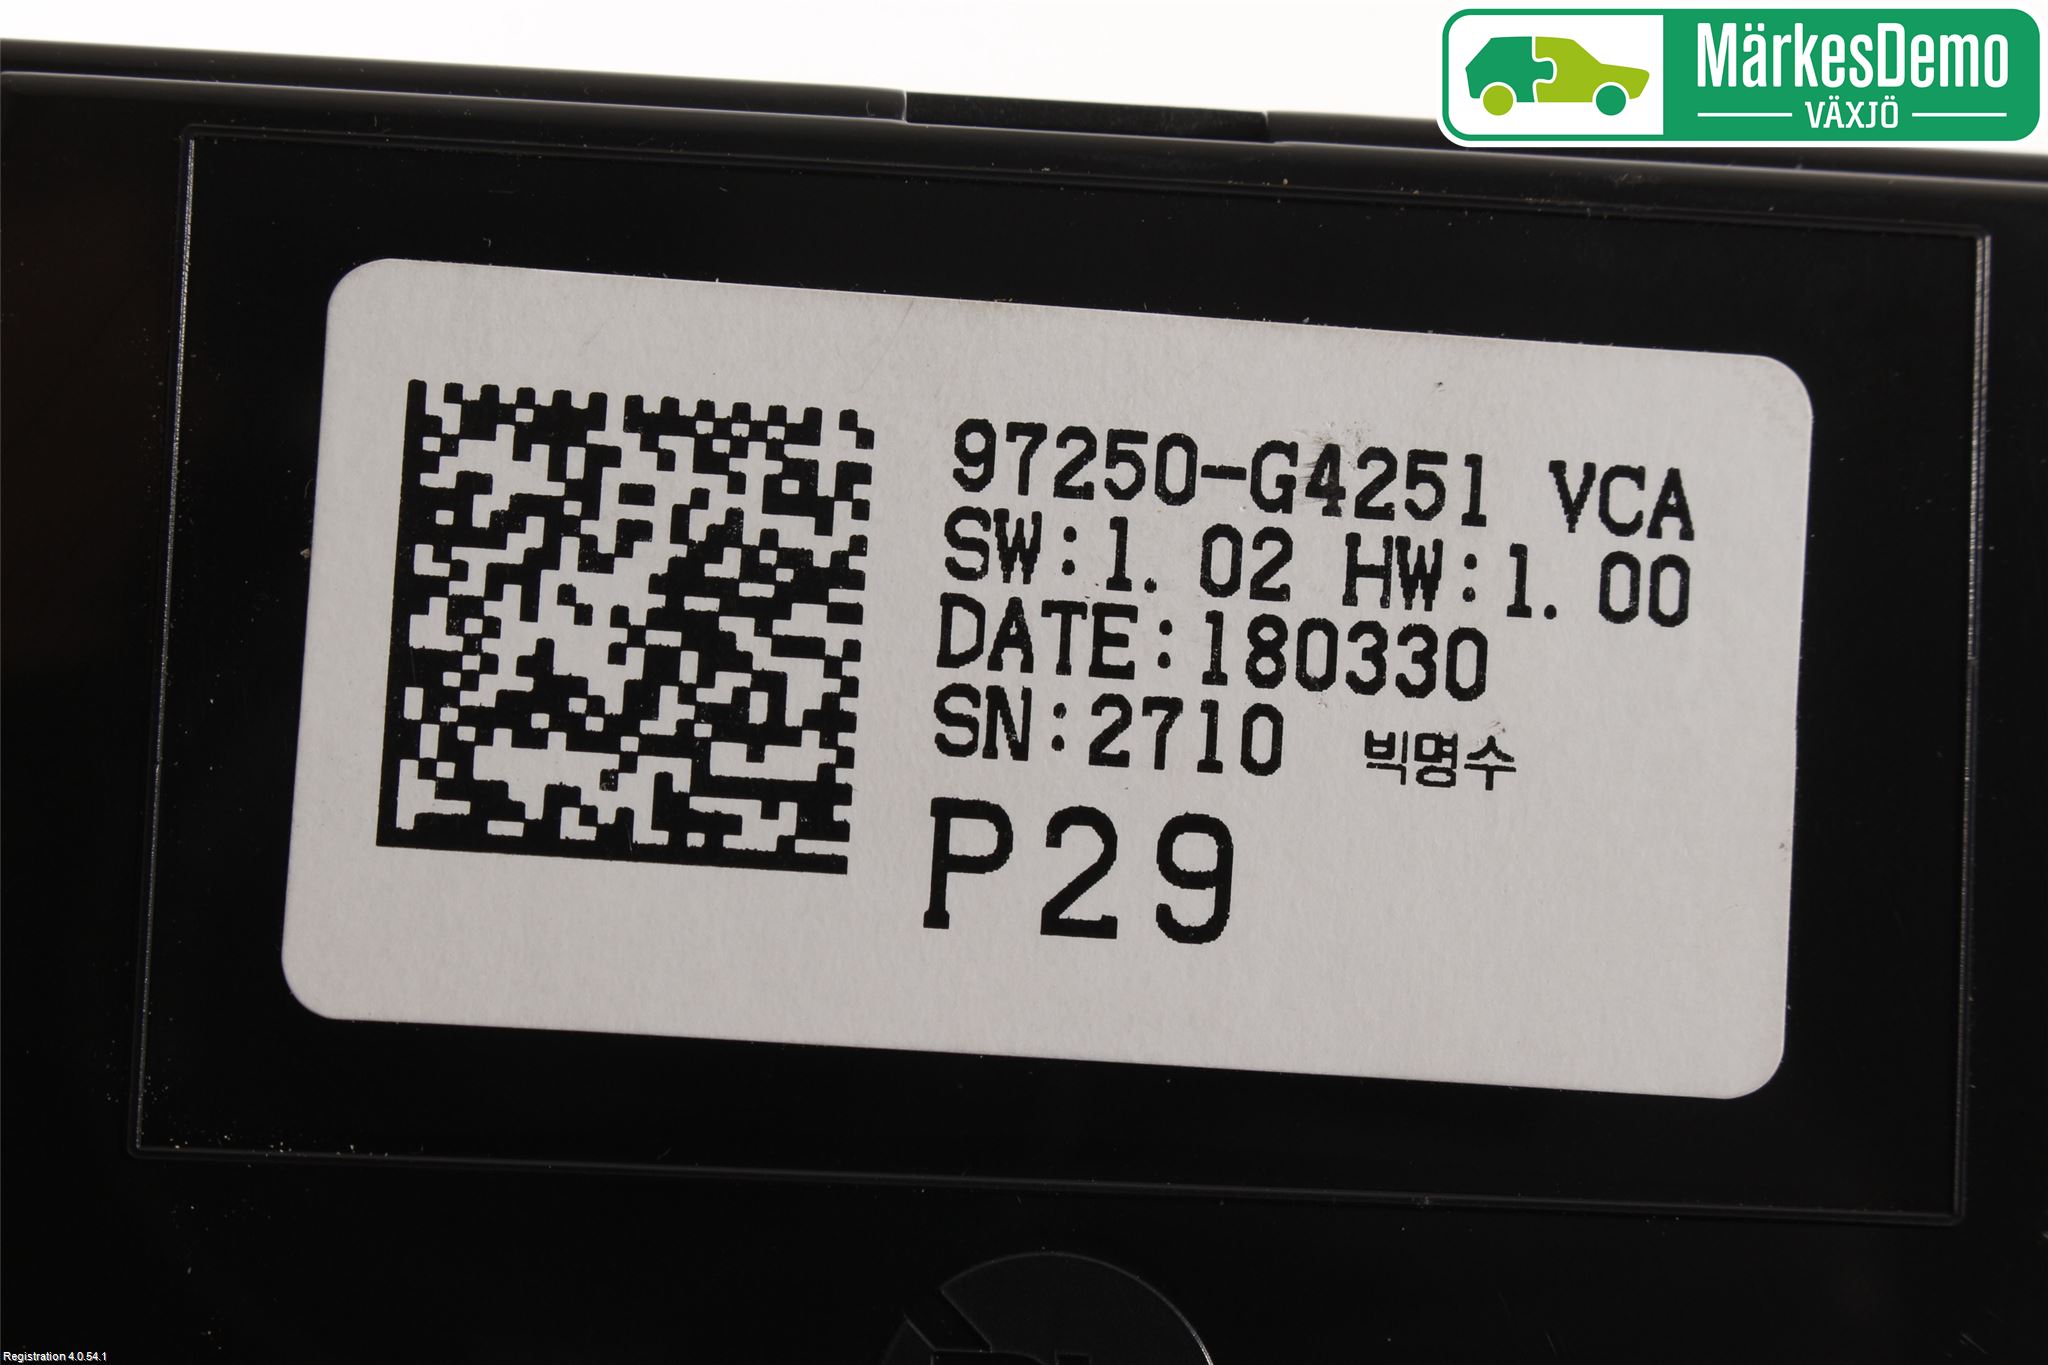 MärkesDemo
VÄXJÖ
97250-G4251 VCA
SW:1. 02 HW:1. 00
DATE:180330
SN:2710 빅명수
P29
Registration 4.0.54.1